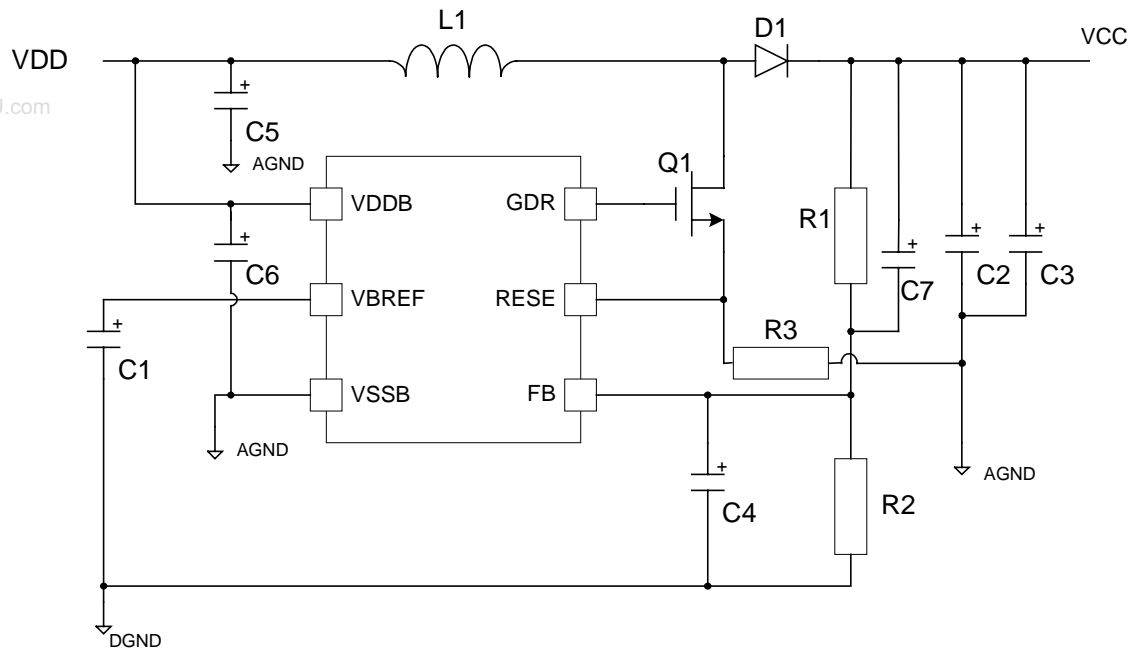 L1
D1
VCC
VDD
J.com
C5
AGND
Q1
VDDB
GDR
R1
C6
C7
C2
C3
VBREF
RESE
R3
C1
VSSB
FB
AGND
AGND
C4
R2
DGND